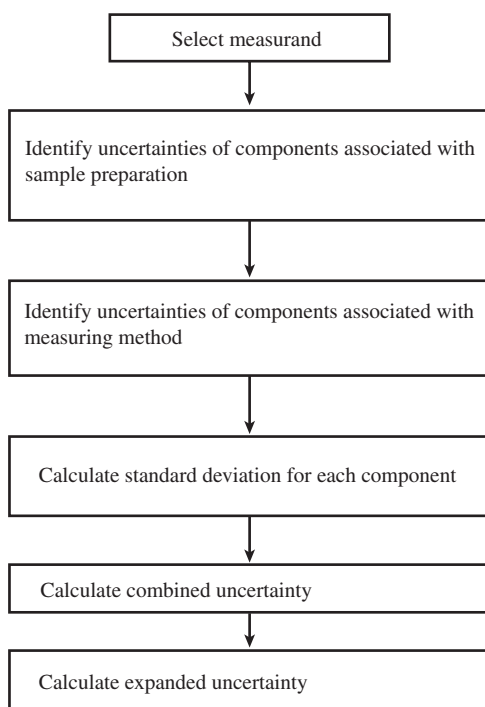 Select measurand
Identify uncertainties of components associated with
sample preparation
Identify uncertainties of components associated with
measuring method
Calculate standard deviation for each component
Calculate combined uncertainty
Calculate expanded uncertainty